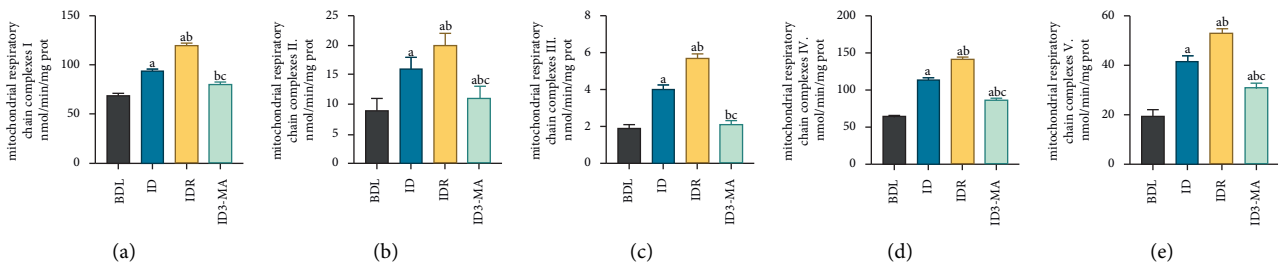 mitochondrial respiratory
chain complexes I
nmol/min/mg prot
150
100
50
0
a
ab
bc
BDL
ID
IDR
ID3-MA
(a)
mitochondrial respiratory
chain complexes II.
nmol/min/mg prot
25
20
15
10
5
0
a
ab
abc
BDL
ID
IDR
ID3-MA
(b)
mitochondrial respiratory
chain complexes III.
nmol/min/mg prot
8
6
4
2
0
a
ab
bc
BDL
ID
IDR
ID3-MA
(c)
mitochondrial respiratory
chain complexes IV.
nmol/min/mg prot
200
150
100
50
0
a
ab
abc
BDL
ID
IDR
ID3-MA
(d)
mitochondrial respiratory
chain complexes V.
nmol/min/mg prot
60
40
20
0
a
ab
abc
BDL
ID
IDR
ID3-MA
(e)